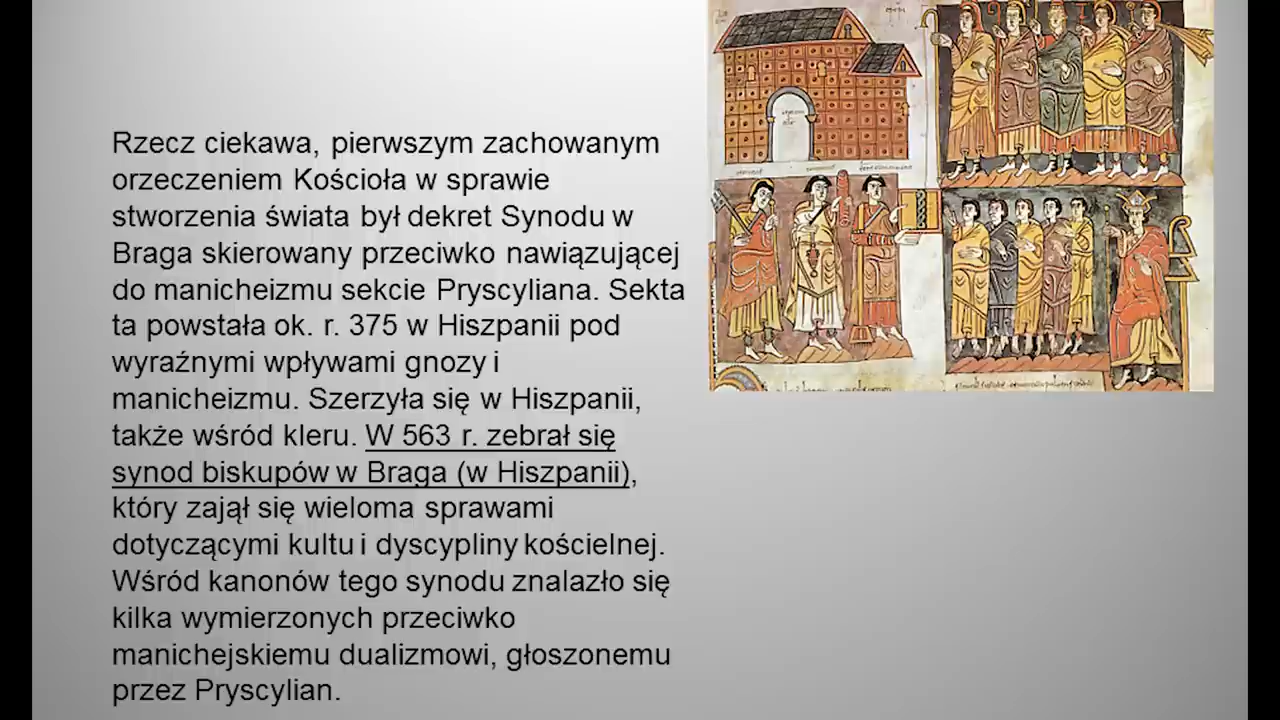 Rzecz ciekawa, pierwszym zachowanym
orzeczeniem Kościoła w sprawie
stworzenia świata był dekret Synodu w
Braga skierowany przeciwko nawiązującej
do manicheizmu sekcie Pryscyliana. Sekta
ta powstała ok. r. 375 w Hiszpanii pod
wyraźnymi wpływami gnozy i
manicheizmu. Szerzyła się w Hiszpanii,
także wśród kleru. W 563 r. zebrał się
synod biskupów w Braga (w Hiszpanii),
który zajął się wieloma sprawami
dotyczącymi kultu i dyscypliny kościelnej.
Wśród kanonów tego synodu znalazło się
kilka wymierzonych przeciwko
manichejskiemu dualizmowi, głoszonemu
przez Pryscylian.